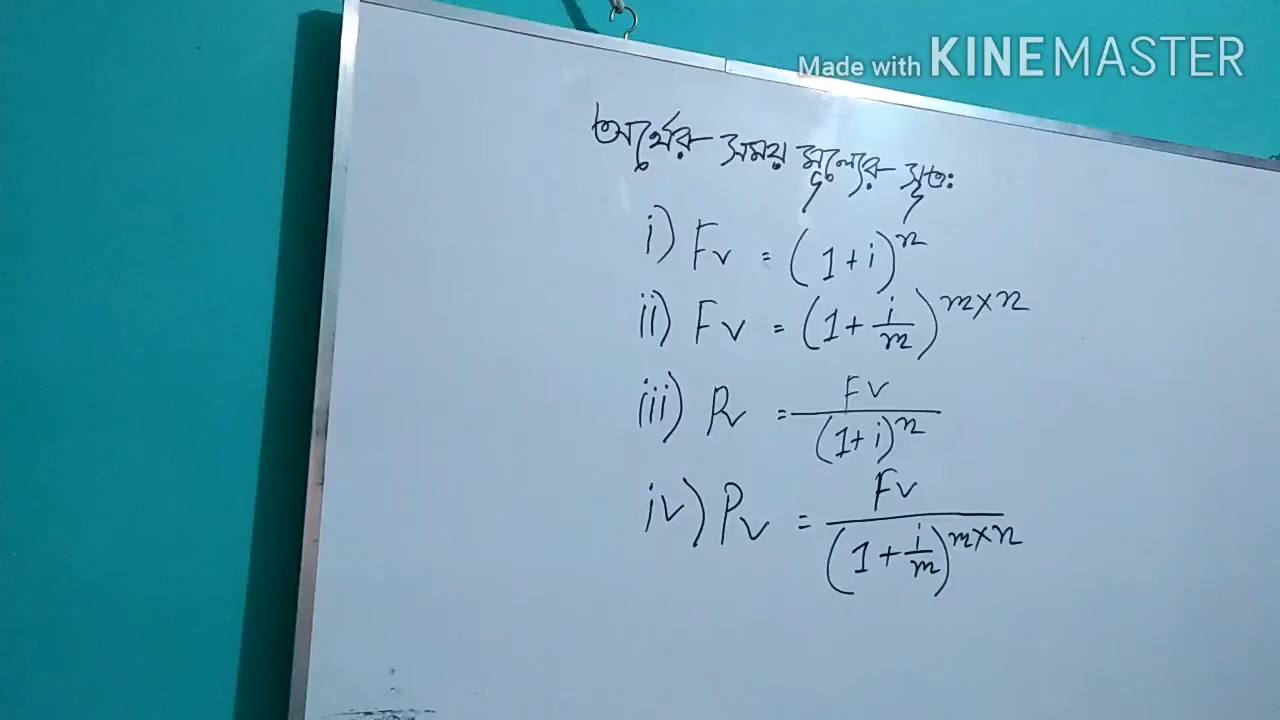 Made with KINEMASTER
অর্থের সময় মূল্যের সূত্রঃ
i) Fv = (1+i)^n
ii) Fv = (1+i/m)^m×n
iii) Pv = Fv/(1+i)^n
iv) Pv = Fv/(1+i/m)^m×n